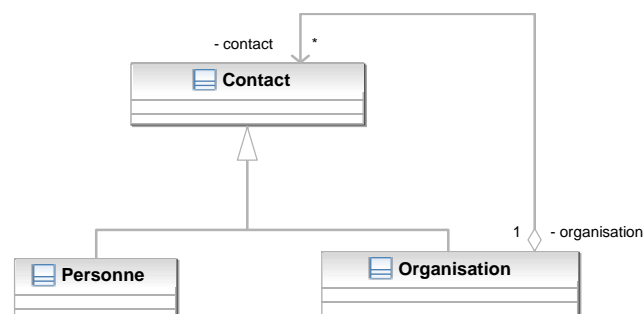 - contact *
Contact
1 - organisation
Personne
Organisation